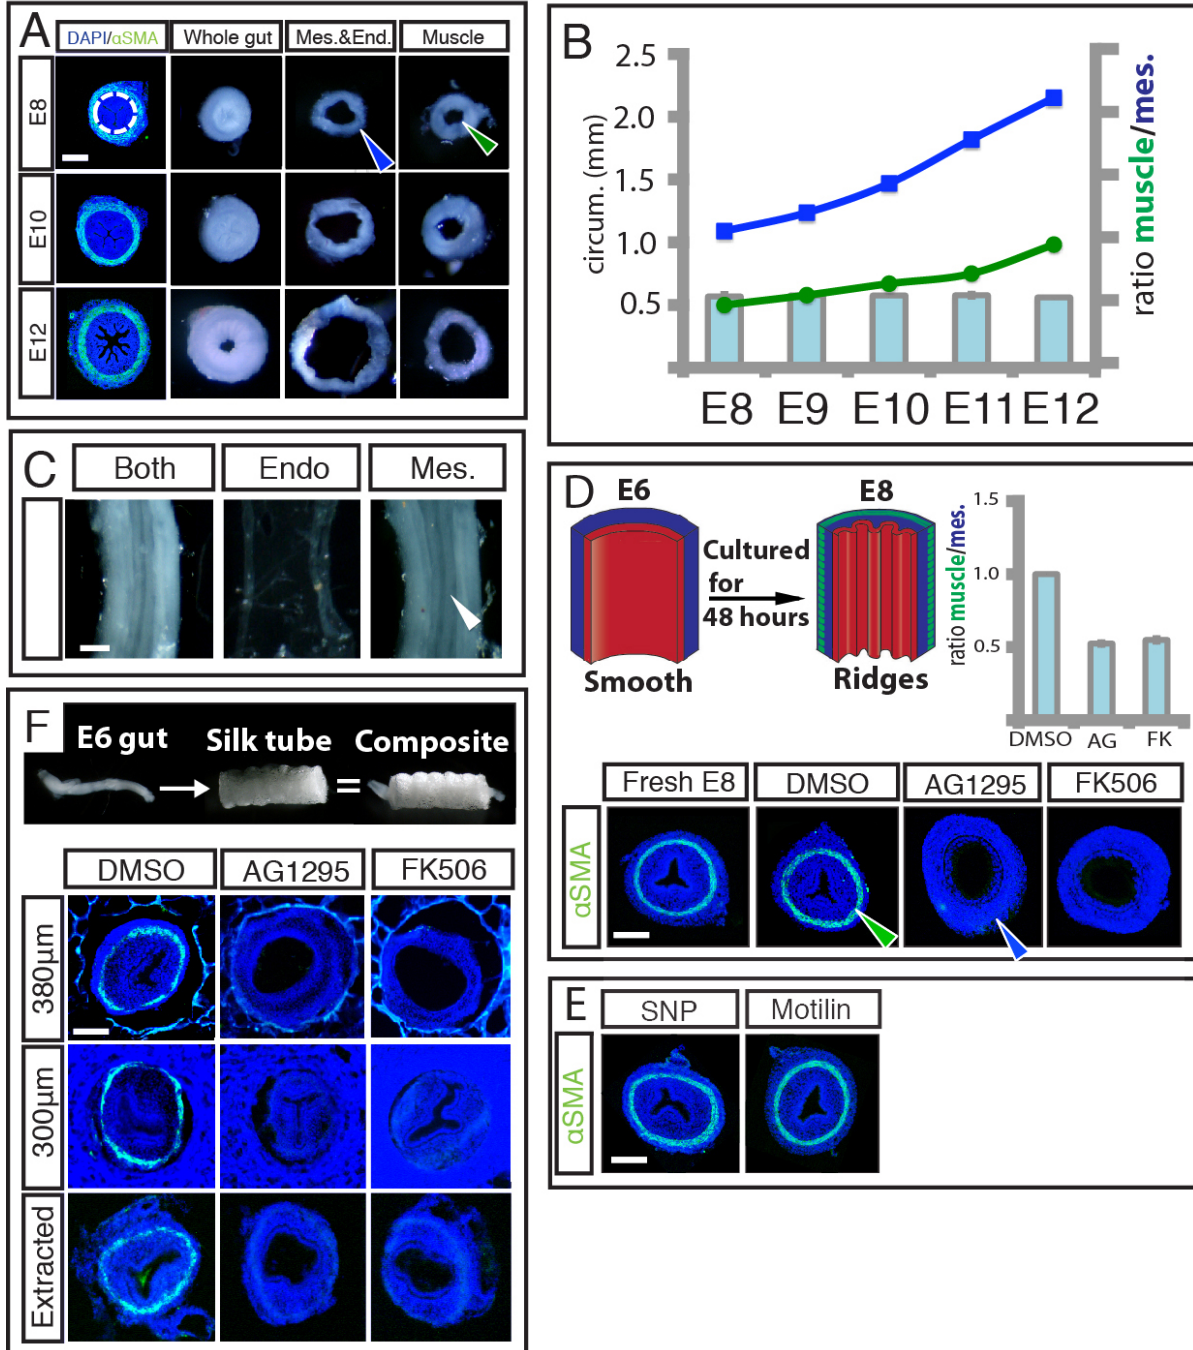 A
DAPI/αSMA
Whole gut
Mes.&End.
Muscle
E8
E10
E12
B
2.5
2.0
1.5
1.0
0.5
circum. (mm)
ratio muscle/mes.
E8 E9 E10 E11 E12
C
Both
Endo
Mes.
D
E6
E8
Cultured
for
48 hours
Smooth
Ridges
ratio muscle/mes.
1.5
1.0
0.5
DMSO AG FK
Fresh E8
DMSO
AG1295
FK506
αSMA
E
SNP
Motilin
αSMA
F
E6 gut
Silk tube
=
Composite
DMSO
AG1295
FK506
380µm
300µm
Extracted